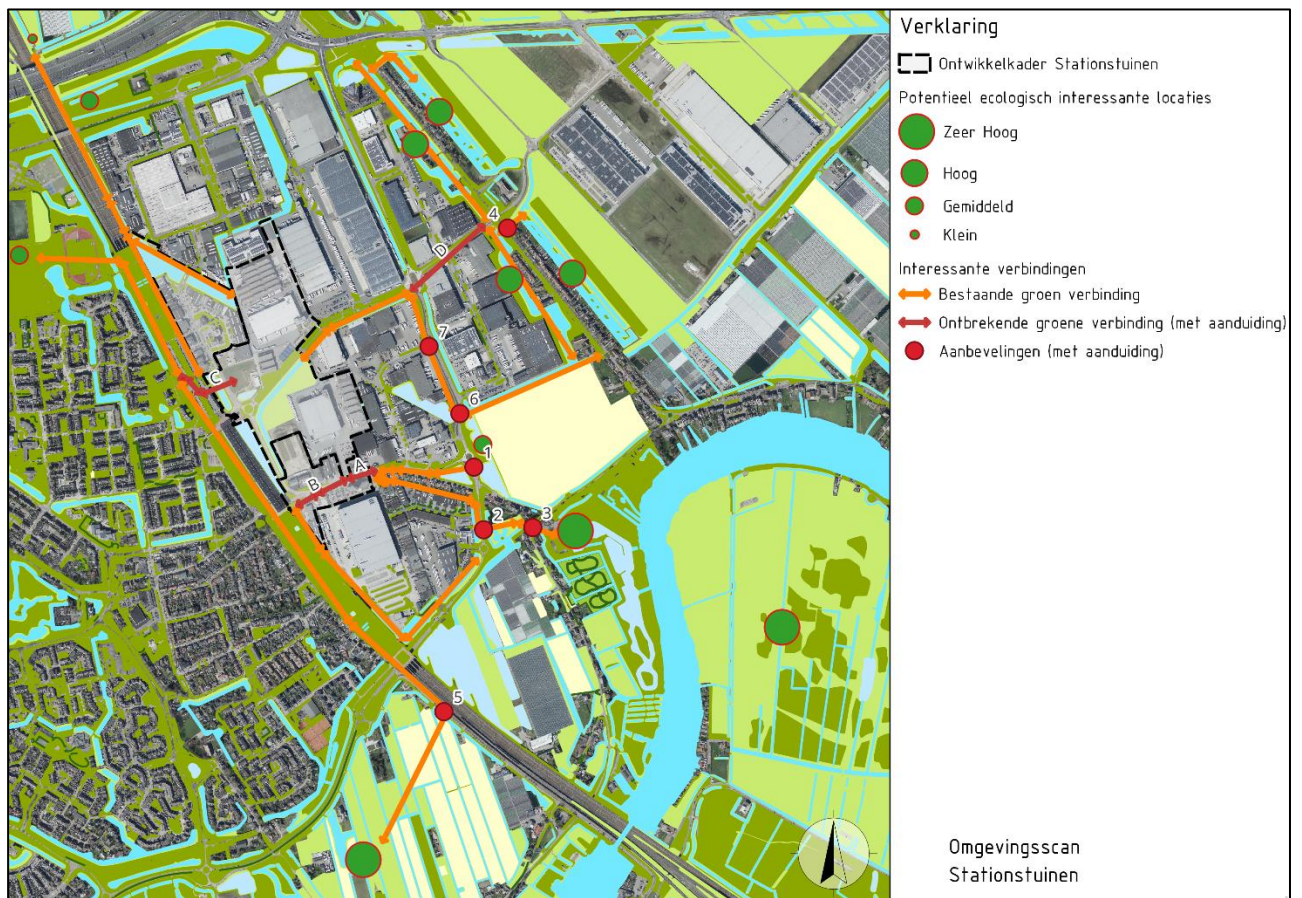 Verklaring
Ontwikkelkader Stationstuinen
Potentieel ecologisch interessante locaties
Zeer Hoog
Hoog
Gemiddeld
Klein
Interessante verbindingen
Bestaande groen verbinding
Ontbrekende groene verbinding (met aanduiding)
Aanbevelingen (met aanduiding)
4
D
7
C
6
1
A
B
2
3
5
Omgevingsscan
Stationstuinen